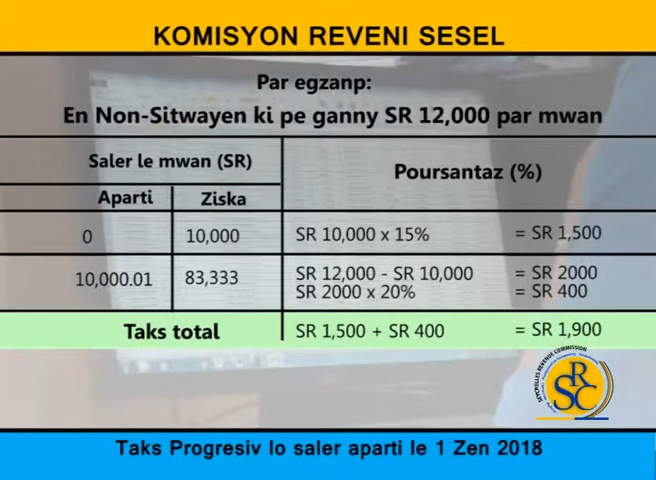 KOMISYON REVENI SESEL
Par egzanp:
En Non-Sitwayen ki pe ganny SR 12,000 par mwan
Saler le mwan (SR)
Poursantaz (%)
Aparti
Ziska
0
10,000
SR 10,000 x 15%
= SR 1,500
10,000.01
83,333
SR 12,000 - SR 10,000
= SR 2000
SR 2000 x 20%
= SR 400
Taks total
SR 1,500 + SR 400
= SR 1,900
SEYCHELLES REVENUE COMMISSION
SRC
Taks Progresiv lo saler aparti le 1 Zen 2018